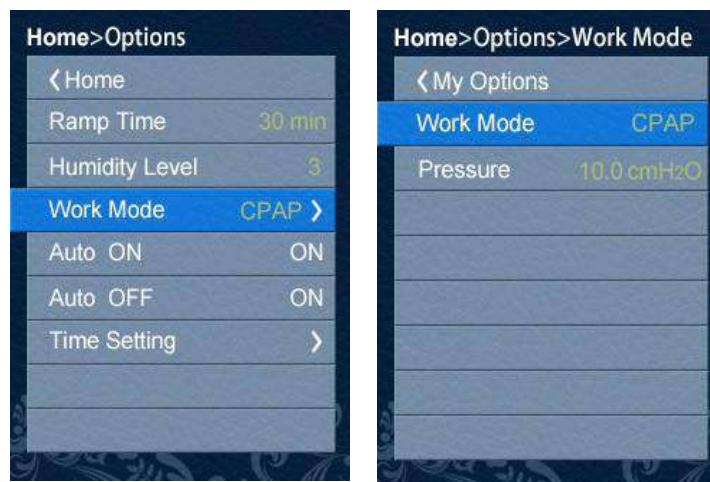 Home>Options
❮ Home
Ramp Time 30 min
Humidity Level 3
Work Mode CPAP ❯
Auto ON ON
Auto OFF ON
Time Setting ❯
Home>Options>Work Mode
❮ My Options
Work Mode CPAP
Pressure 10.0 cmH2O